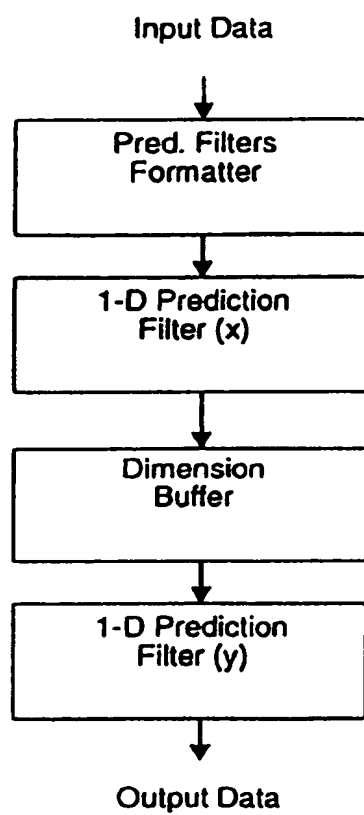 Input Data
Pred. Filters
Formatter
1-D Prediction
Filter (x)
Dimension
Buffer
1-D Prediction
Filter (y)
Output Data